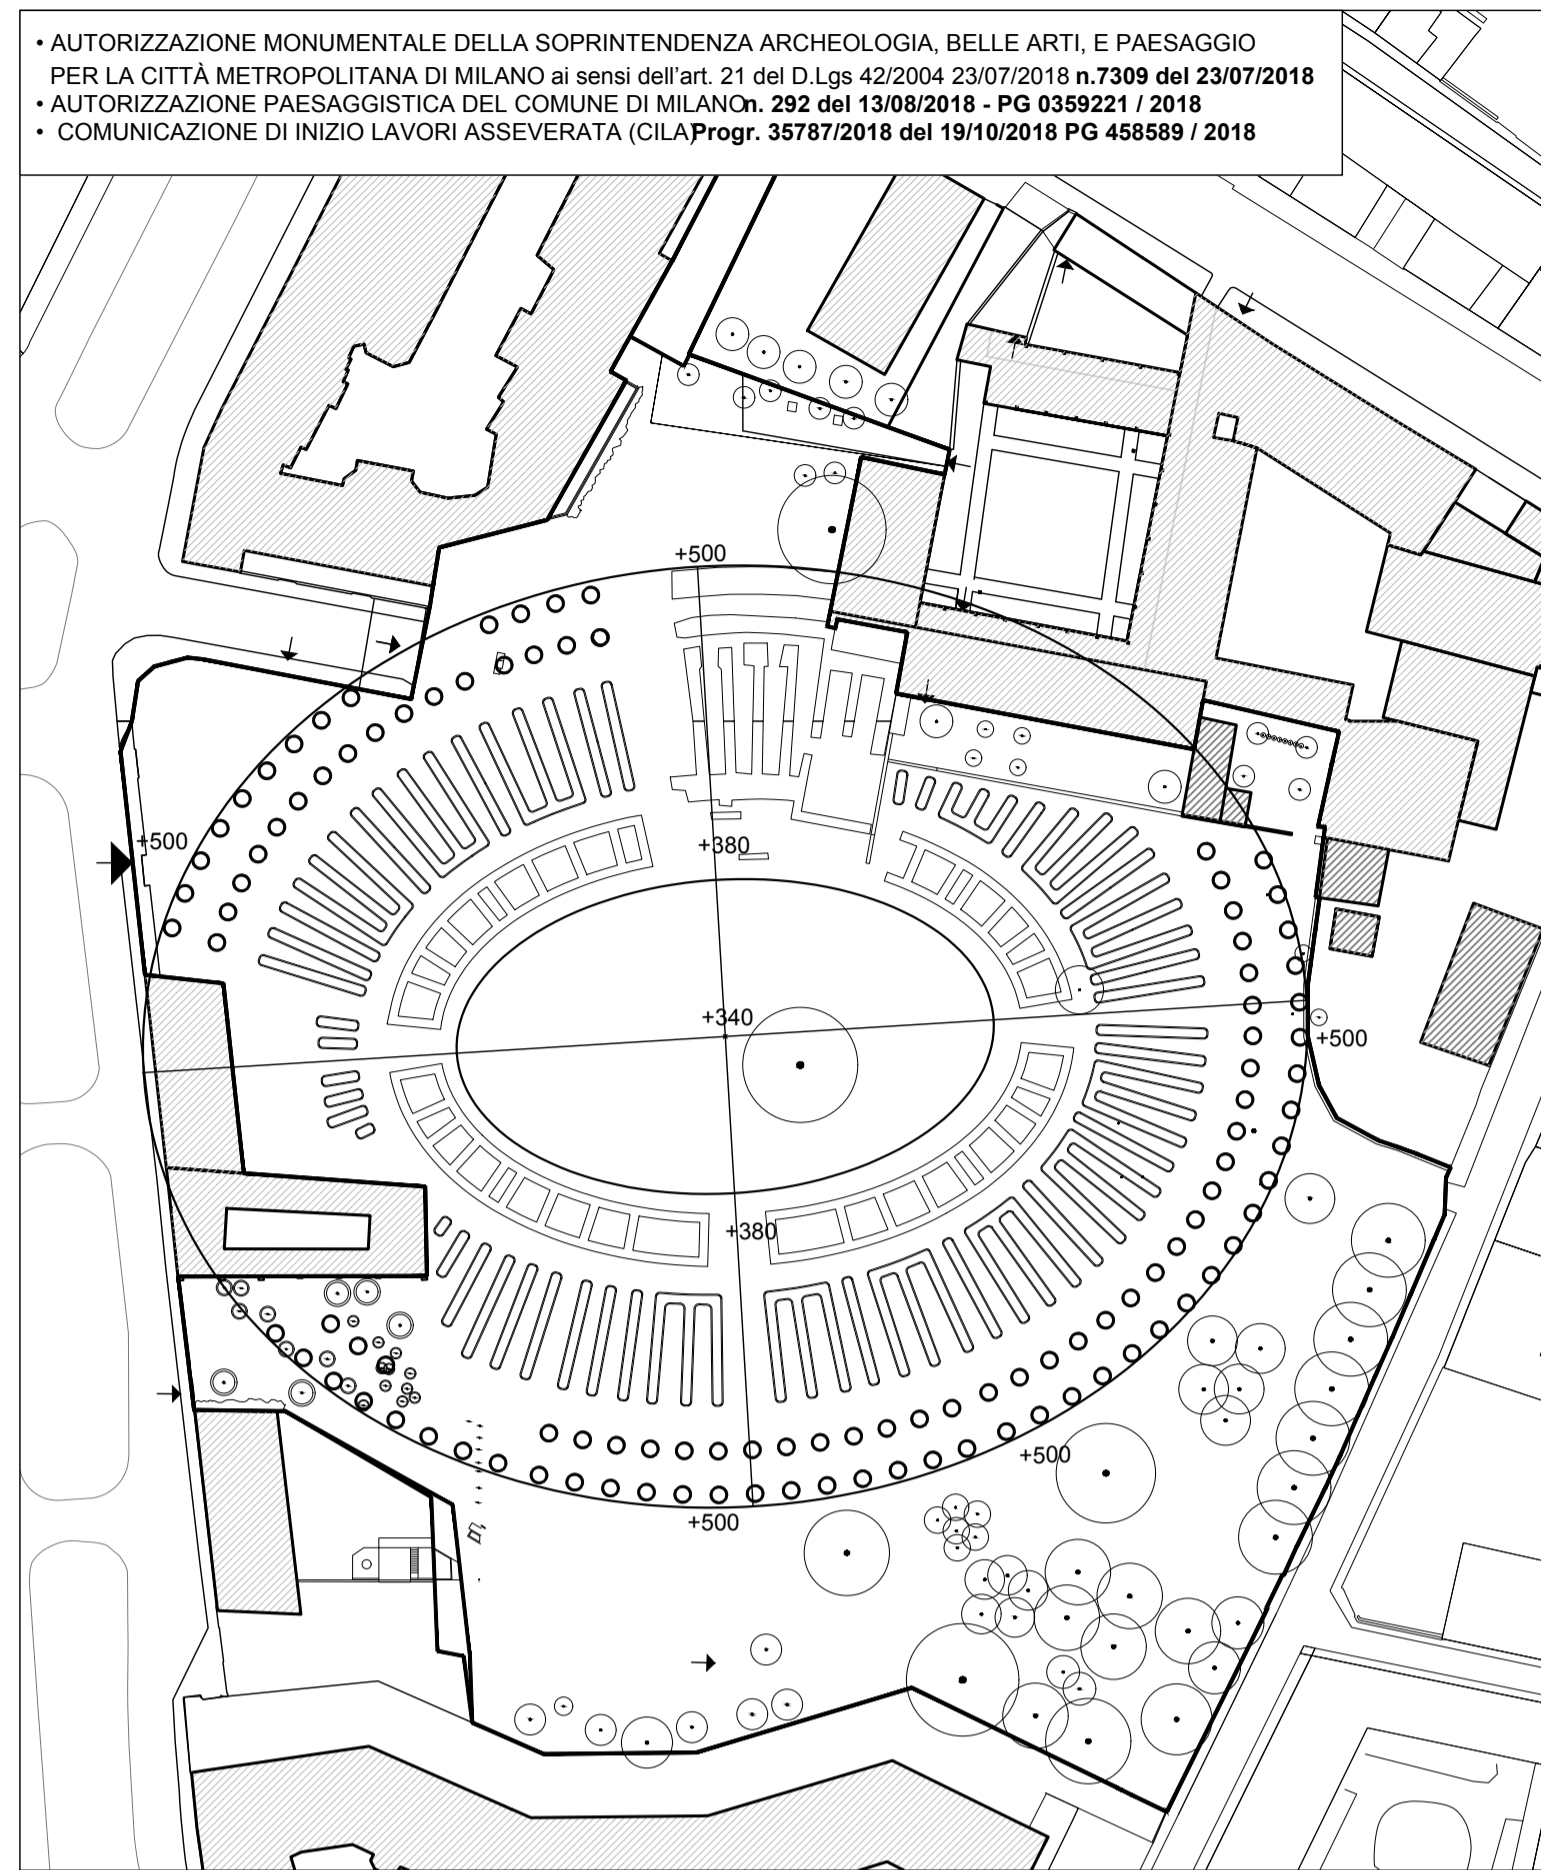 • AUTORIZZAZIONE MONUMENTALE DELLA SOPRINTENDENZA ARCHEOLOGIA, BELLE ARTI, E PAESAGGIO
PER LA CITTÀ METROPOLITANA DI MILANO ai sensi dell'art. 21 del D.Lgs 42/2004 23/07/2018 n.7309 del 23/07/2018
• AUTORIZZAZIONE PAESAGGISTICA DEL COMUNE DI MILANO n. 292 del 13/08/2018 - PG 0359221 / 2018
• COMUNICAZIONE DI INIZIO LAVORI ASSEVERATA (CILA) Progr. 35787/2018 del 19/10/2018 PG 458589 / 2018
+500
+500
+380
+340
+500
+380
+500
+500